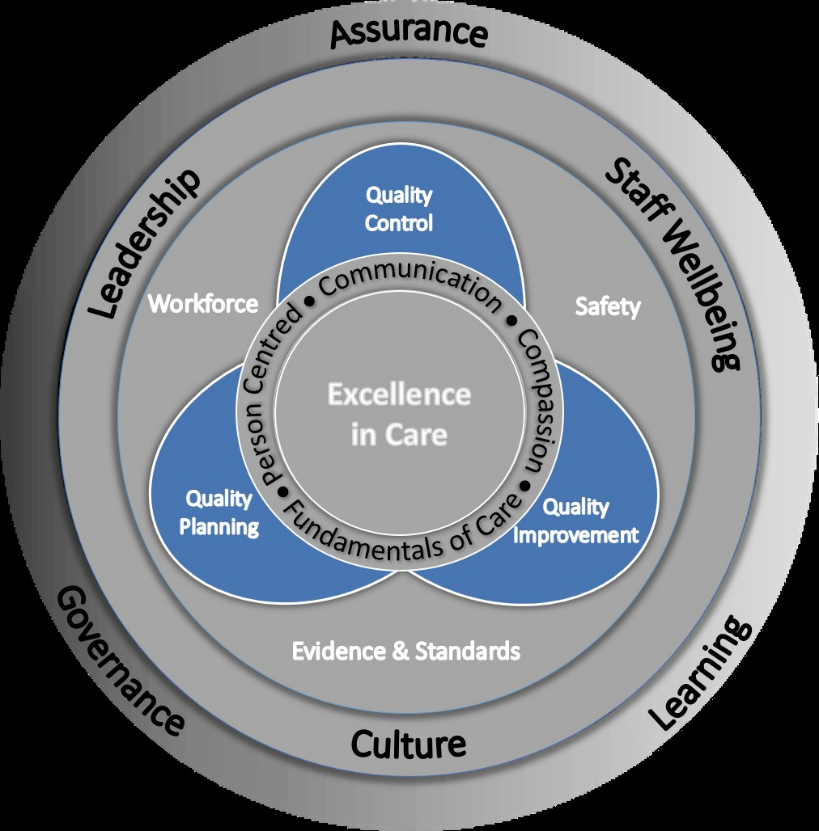 Assurance
Leadership
Staff Wellbeing
Quality
Control
Workforce
Safety
Person Centred • Communication • Compassion • Fundamentals of Care •
Excellence
in Care
Quality
Planning
Quality
Improvement
Evidence & Standards
Governance
Learning
Culture